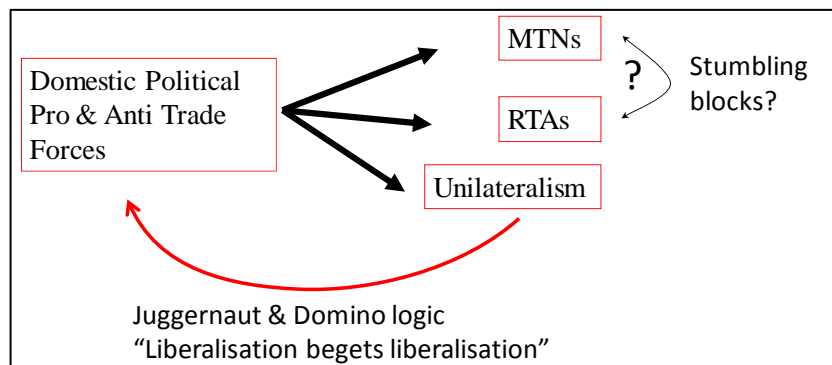 MTNs
Domestic Political
Pro & Anti Trade
Forces
?
Stumbling
blocks?
RTAs
Unilateralism
Juggernaut & Domino logic
“Liberalisation begets liberalisation”